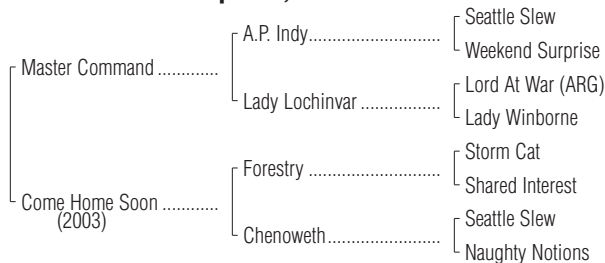 Seattle Slew
A.P. Indy........................
Weekend Surprise
Master Command .............
Lord At War (ARG)
Lady Lochinvar .................
Lady Winborne
Storm Cat
Forestry ...........................
Shared Interest
Come Home Soon ............
(2003)
Seattle Slew
Chenoweth........................
Naughty Notions